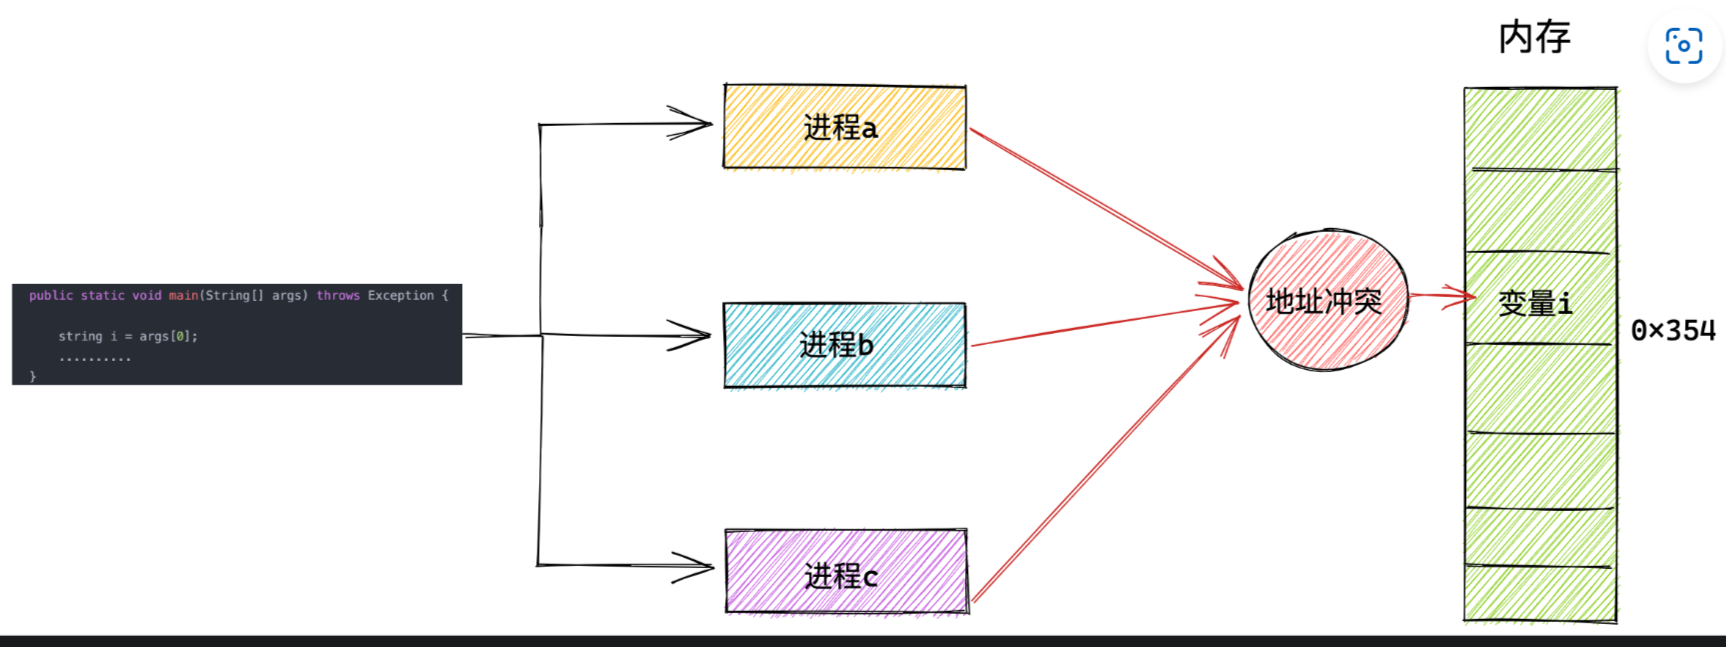 内存
进程a
public static void main(String[] args) throws Exception {
string i = args[0];
..........
}
进程b
地址冲突
变量i
0×354
进程c